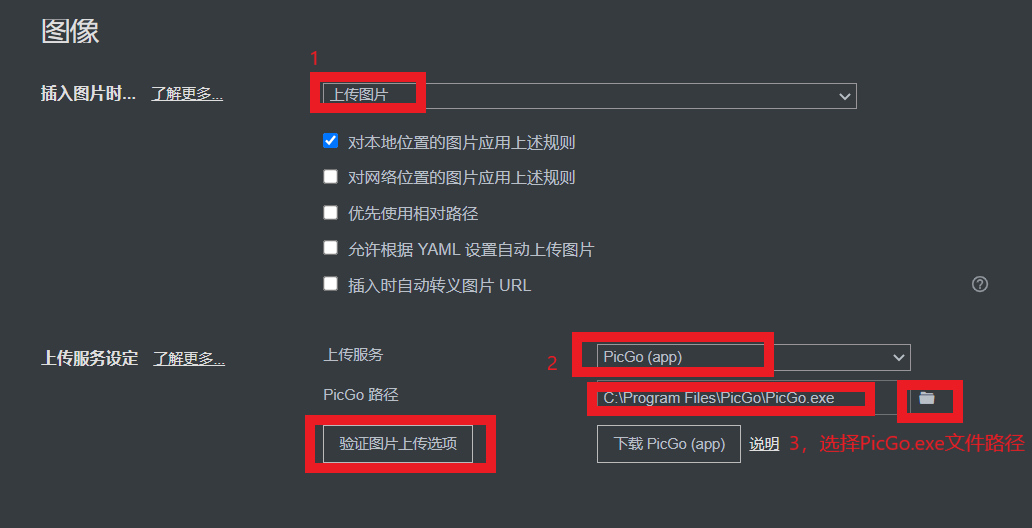 图像
1
插入图片时... 了解更多... 上传图片
对本地位置的图片应用上述规则
对网络位置的图片应用上述规则
优先使用相对路径
允许根据 YAML 设置自动上传图片
插入时自动转义图片 URL
上传服务设定 了解更多... 上传服务 2 PicGo (app)
PicGo 路径 C:\Program Files\PicGo\PicGo.exe
验证图片上传选项 下载 PicGo (app) 说明 3，选择PicGo.exe文件路径